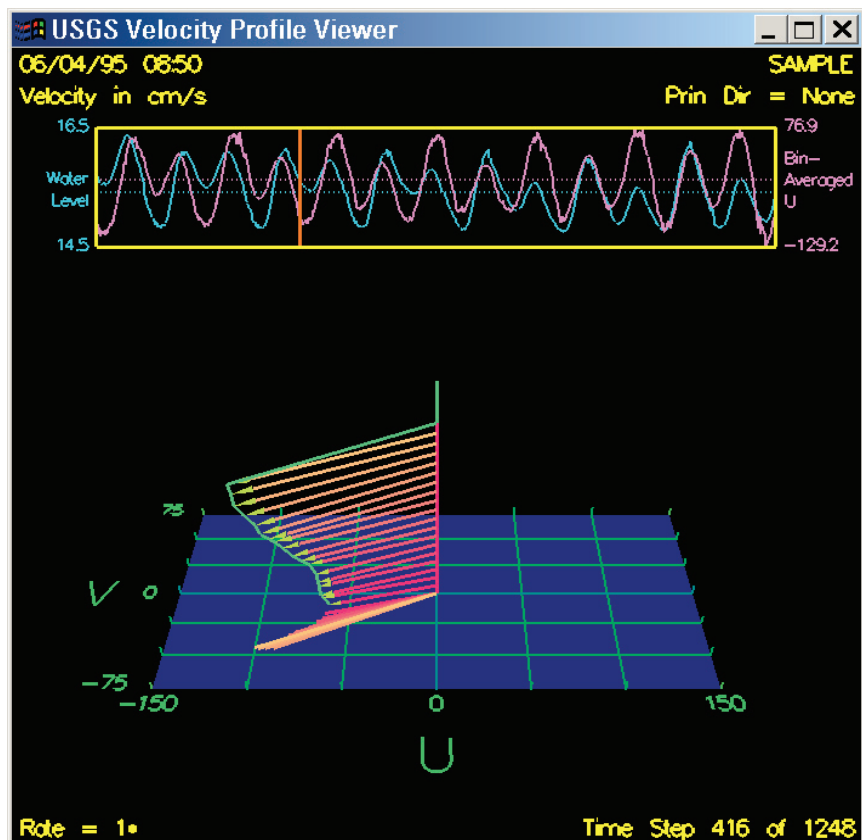 USGS Velocity Profile Viewer
06/04/95 08:50
SAMPLE
Velocity in cm/s
Prin Dir = None
16.5
76.9
Water
Level
Bin-
Averaged
U
14.5
-129.2
75
V
0
-75
-150
0
150
U
Rate = 1*
Time Step 416 of 1248